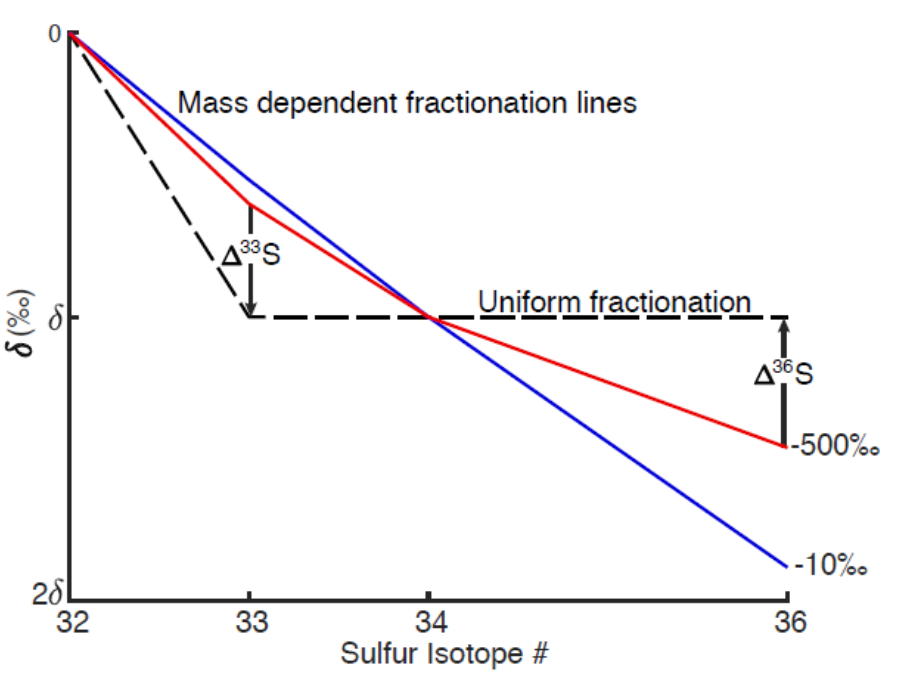 0
Mass dependent fractionation lines
Δ³³S
Uniform fractionation
δ (‰)
δ
Δ³⁶S
-500‰
-10‰
2δ
32 33 34 36
Sulfur Isotope #